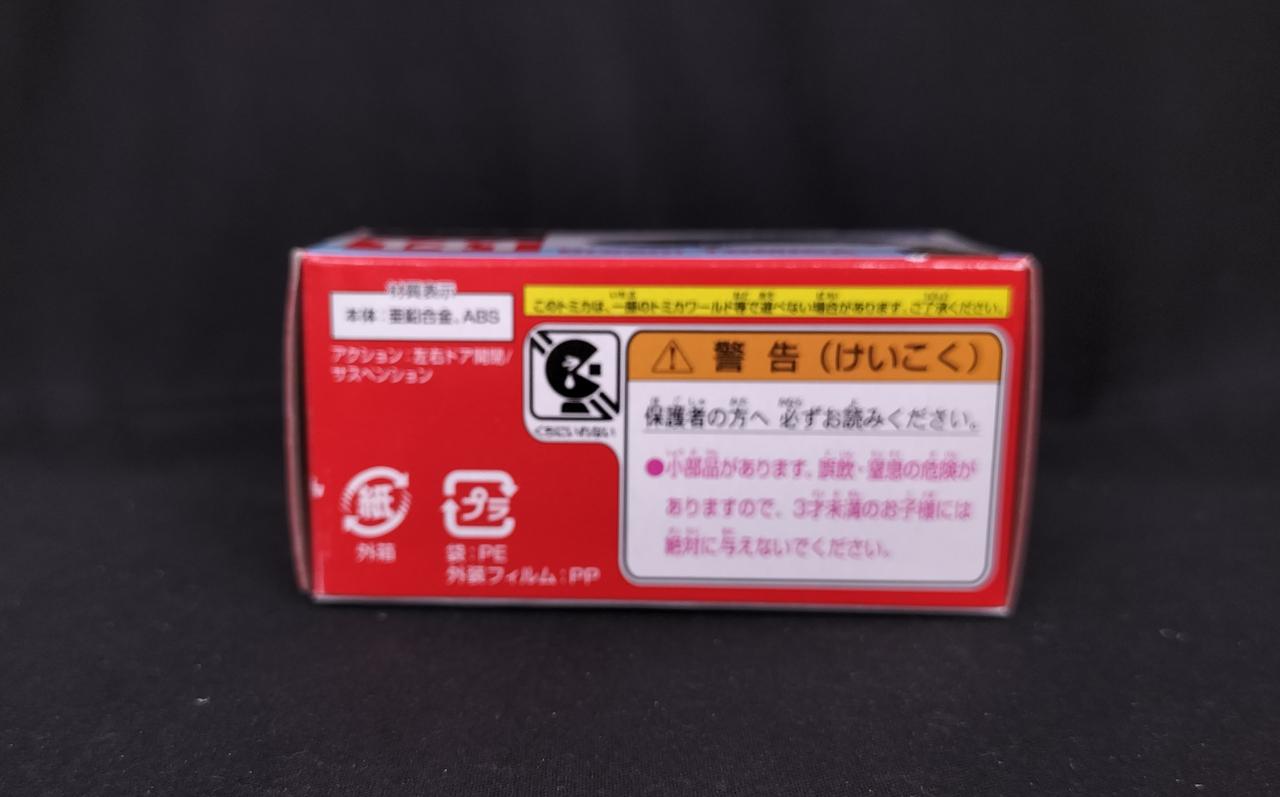 材質表示
本体：亜鉛合金、ABS
アクション：左右ドア開閉/
サスペンション
このトミカは、一部のトミカワールド等で遊べない場合があります。ご了承ください。
くちにいれない
警告（けいこく）
保護者の方へ 必ずお読みください。
●小部品があります。誤飲・窒息の危険が
ありますので、3才未満のお子様には
絶対に与えないでください。
紙
外箱
プラ
袋：PE
外装フィルム：PP